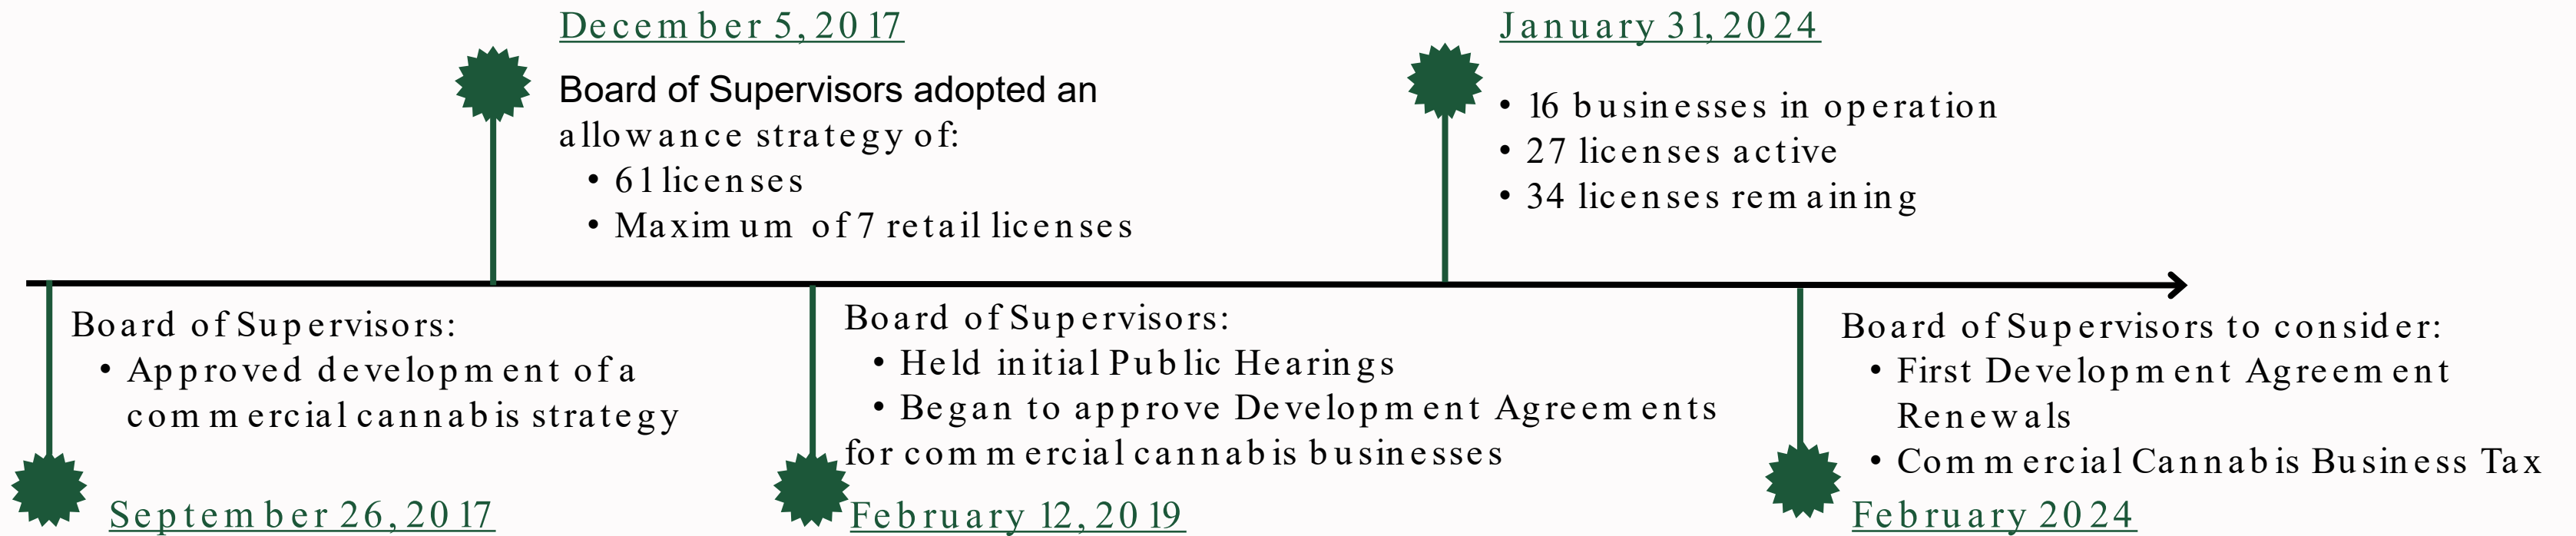 December 5, 2017
Board of Supervisors adopted an
allowance strategy of:
• 61 licenses
• Maximum of 7 retail licenses
January 31, 2024
• 16 businesses in operation
• 27 licenses active
• 34 licenses remaining
Board of Supervisors:
• Approved development of a
commercial cannabis strategy
September 26, 2017
Board of Supervisors:
• Held initial Public Hearings
• Began to approve Development Agreements
for commercial cannabis businesses
February 12, 2019
Board of Supervisors to consider:
• First Development Agreement
Renewals
• Commercial Cannabis Business Tax
February 2024